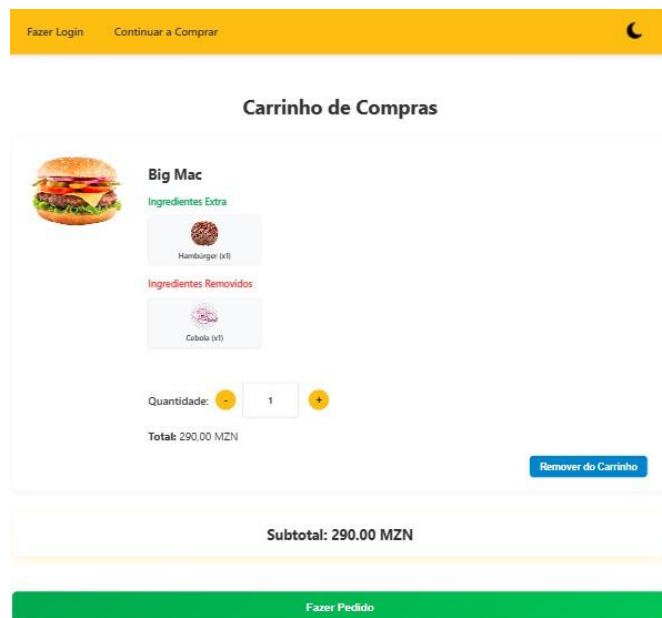 Fazer Login Continuar a Comprar
Carrinho de Compras
Big Mac
Ingredientes Extra
Hambúrger (x1)
Ingredientes Removidos
Cebola (x1)
Quantidade: - 1 +
Total: 290,00 MZN
Remover do Carrinho
Subtotal: 290.00 MZN
Fazer Pedido